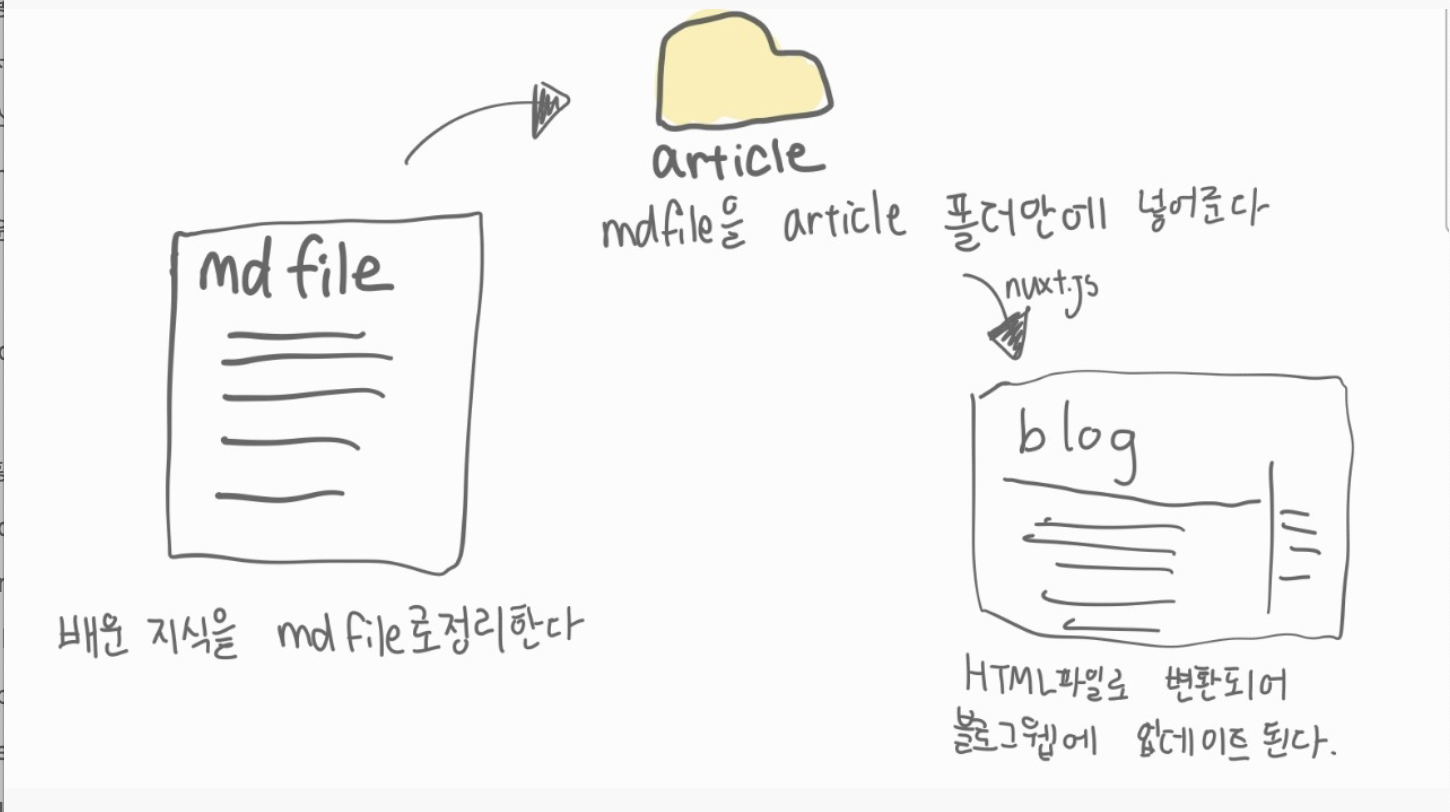 article
mdfile을 article 폴더안에 넣어준다
nuxt.js
md file
배운 지식을 md file로정리한다
blog
HTML파일로 변환되어
블로그웹에 업데이트 된다.